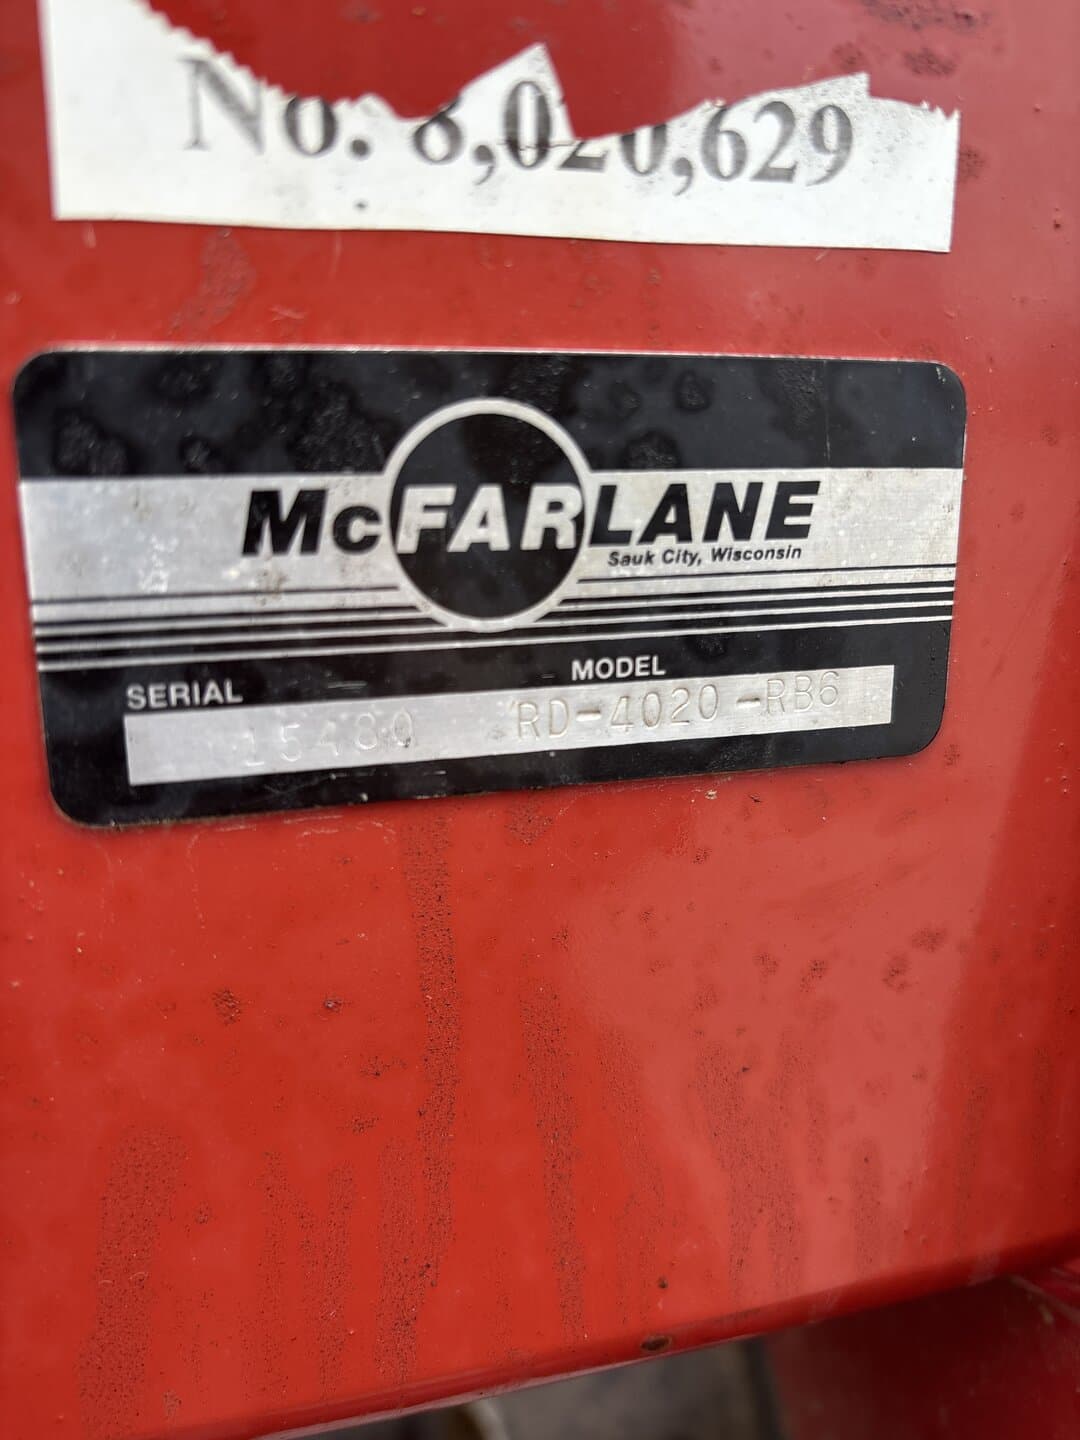 No. 8,020,629
McFARLANE
Sauk City, Wisconsin
SERIAL MODEL
15480 RD-4020-RB6